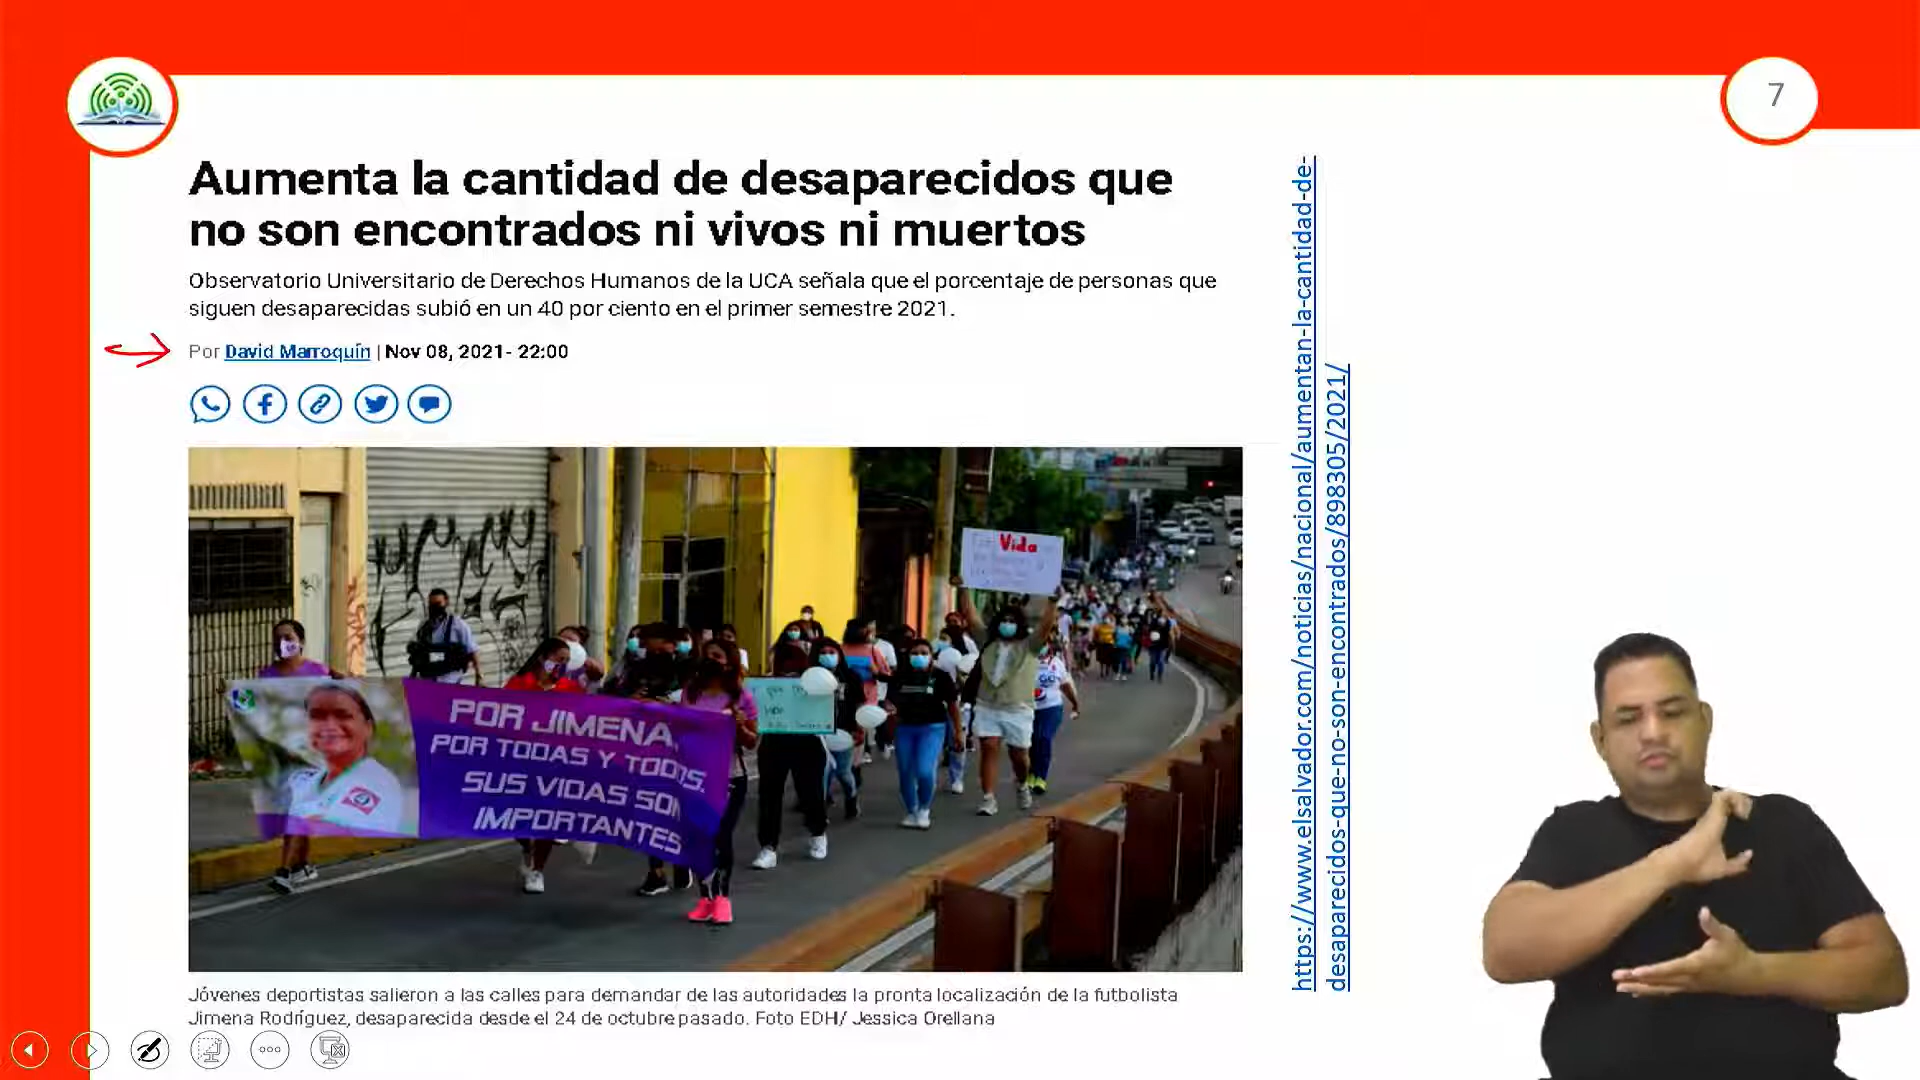 7
Aumenta la cantidad de desaparecidos que
no son encontrados ni vivos ni muertos
Observatorio Universitario de Derechos Humanos de la UCA señala que el porcentaje de personas que
siguen desaparecidas subió en un 40 por ciento en el primer semestre 2021.
Por David Marroquín | Nov 08, 2021- 22:00
Vida
POR JIMENA,
POR TODAS Y TODOS.
SUS VIDAS SON
IMPORTANTES
Jóvenes deportistas salieron a las calles para demandar de las autoridades la pronta localización de la futbolista
Jimena Rodríguez, desaparecida desde el 24 de octubre pasado. Foto EDH/ Jessica Orellana
https://www.elsalvador.com/noticias/nacional/aumentan-la-cantidad-de-
desaparecidos-que-no-son-encontrados/898305/2021/